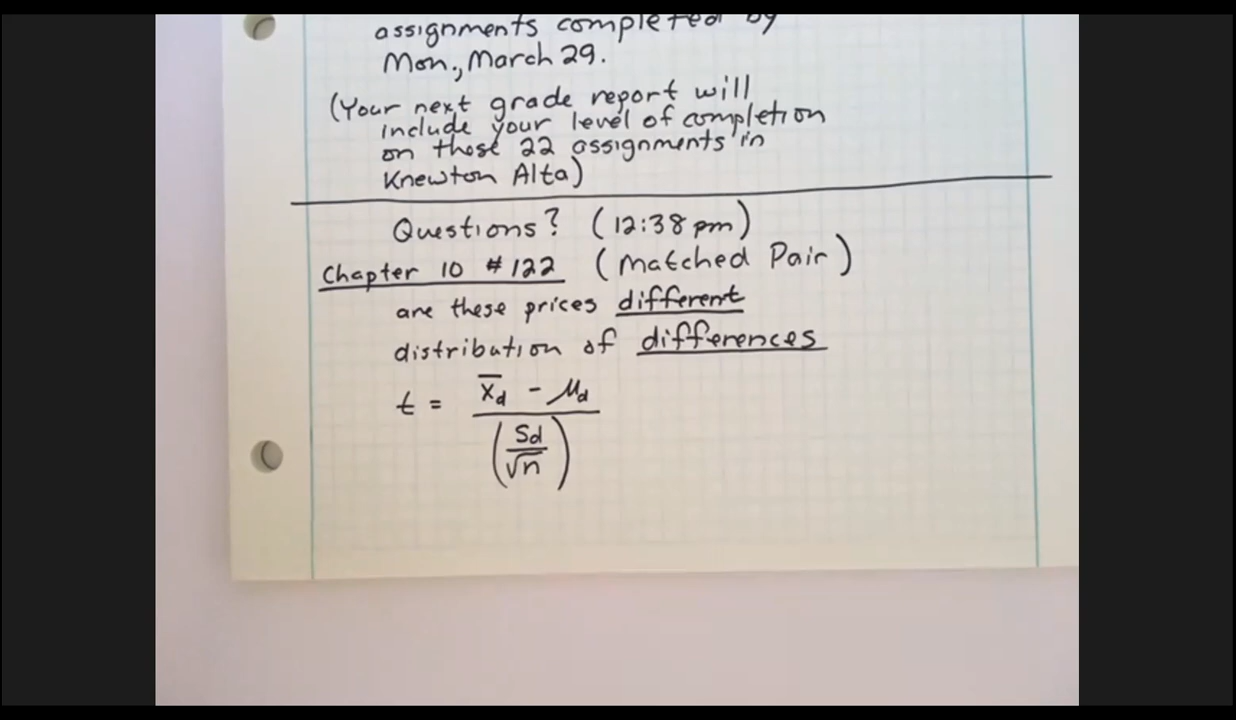 assignments completed by
Mon., March 29.
(Your next grade report will
include your level of completion
on those 22 assignments in
Knewton Alta)
Questions? (12:38 pm)
Chapter 10 #122 (Matched Pair)
are these prices different
distribution of differences
t = x̄d - μd
(sd/√n)